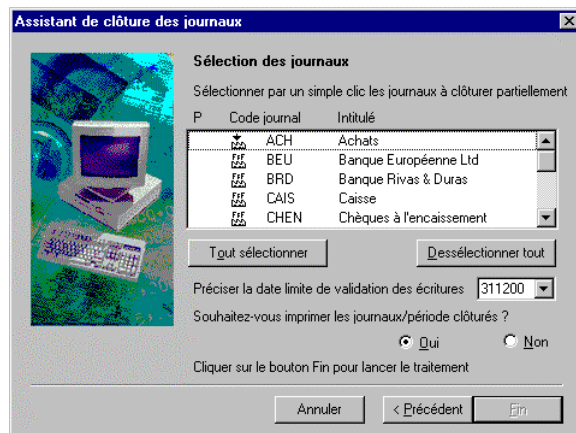 Assistant de clôture des journaux
Sélection des journaux
Sélectionner par un simple clic les journaux à clôturer partiellement
P Code journal Intitulé
ACH Achats
BEU Banque Européenne Ltd
BRD Banque Rivas & Duras
CAIS Caisse
CHEN Chèques à l'encaissement
Tout sélectionner Dessélectionner tout
Préciser la date limite de validation des écritures 311200
Souhaitez-vous imprimer les journaux/période clôturés ?
Oui Non
Cliquer sur le bouton Fin pour lancer le traitement
Annuler < Précédent Fin